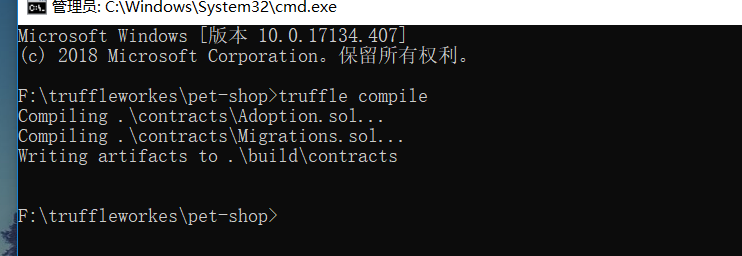 管理员: C:\Windows\System32\cmd.exe
Microsoft Windows [版本 10.0.17134.407]
(c) 2018 Microsoft Corporation。保留所有权利。
F:\truffleworkes\pet-shop>truffle compile
Compiling .\contracts\Adoption.sol...
Compiling .\contracts\Migrations.sol...
Writing artifacts to .\build\contracts
F:\truffleworkes\pet-shop>